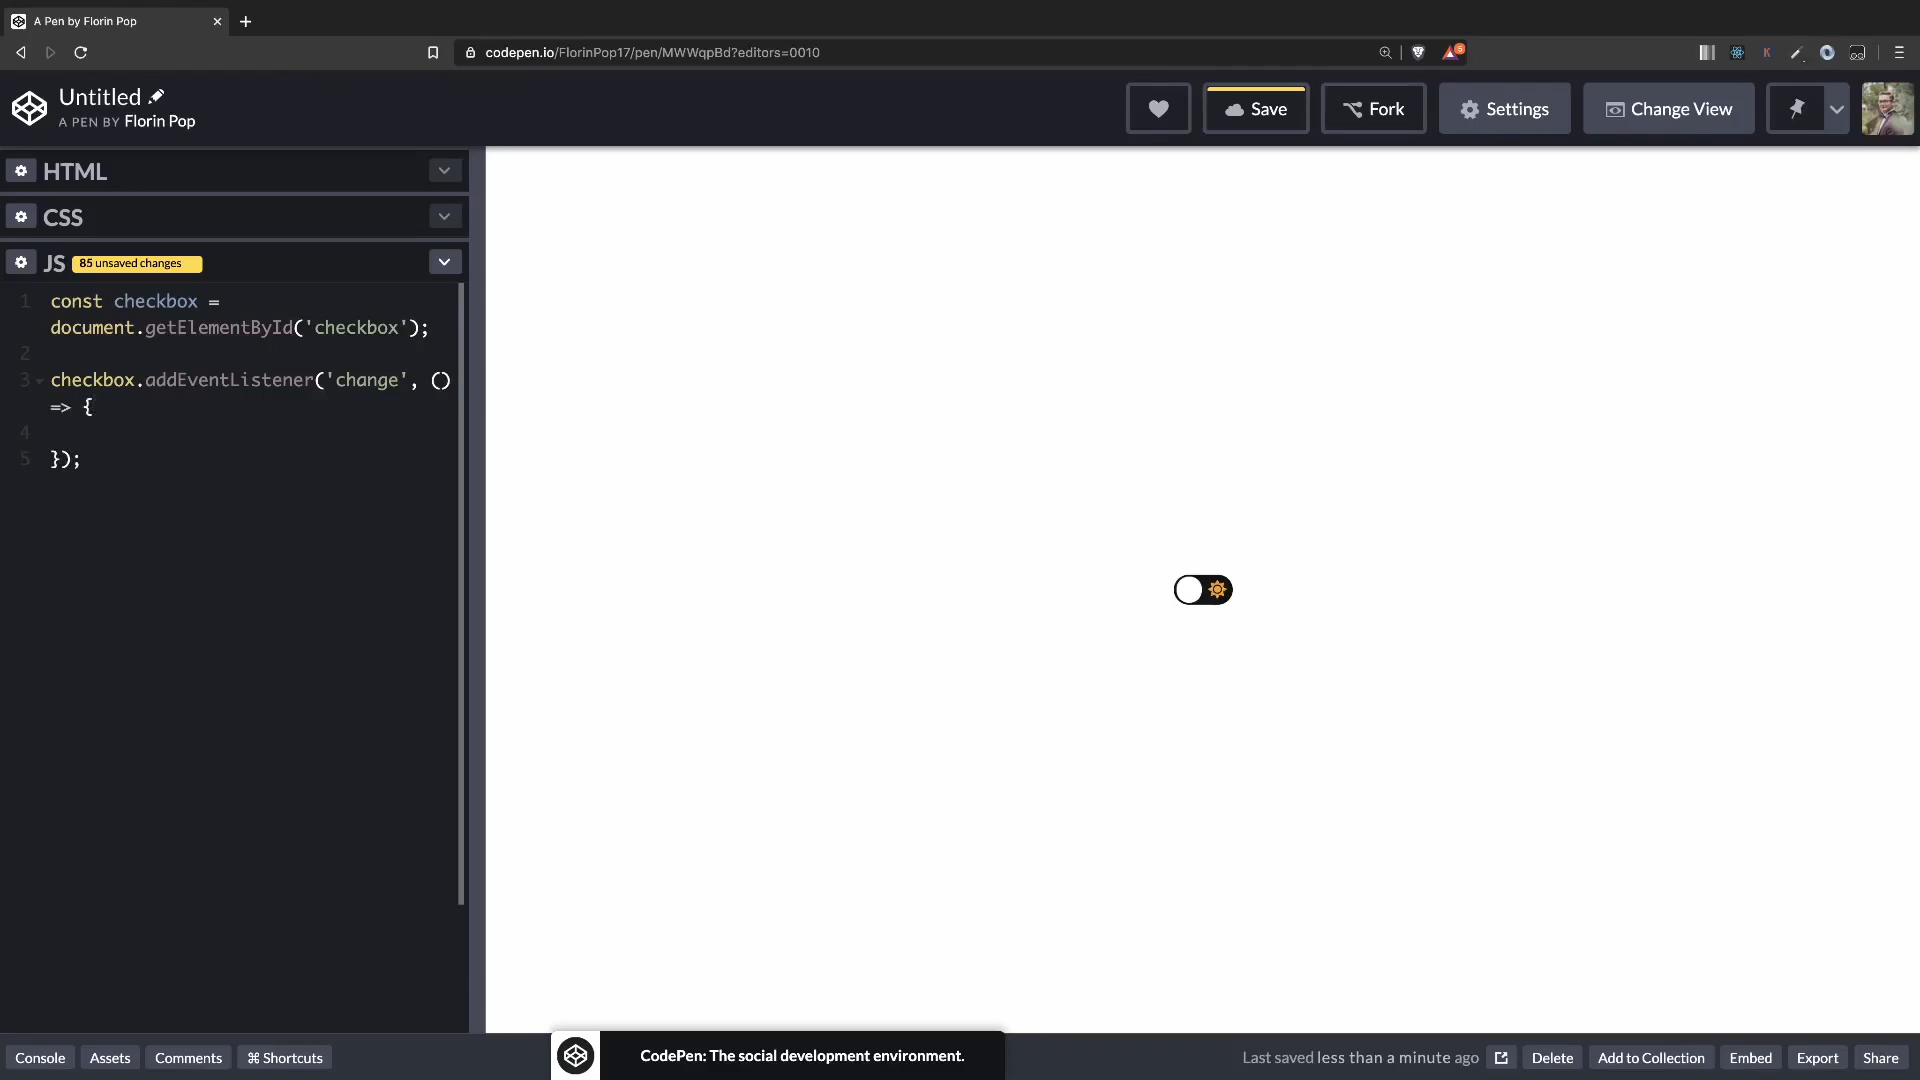 A Pen by Florin Pop
codepen.io/FlorinPop17/pen/MWWqpBd?editors=0010
5
K
Untitled
A PEN BY Florin Pop
Save
Fork
Settings
Change View
HTML
CSS
JS 85 unsaved changes
1 const checkbox =
document.getElementById('checkbox');
2
3 checkbox.addEventListener('change', ()
=> {
4
5 });
Console Assets Comments ⌘ Shortcuts
CodePen: The social development environment.
Last saved less than a minute ago Delete Add to Collection Embed Export Share